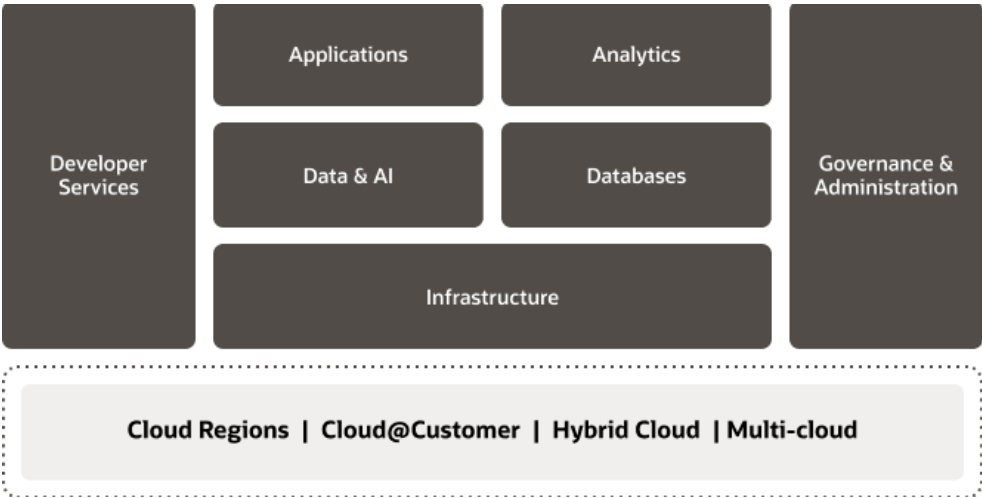 Applications
Analytics
Developer
Services
Data & AI
Databases
Governance &
Administration
Infrastructure
Cloud Regions | Cloud@Customer | Hybrid Cloud | Multi-cloud